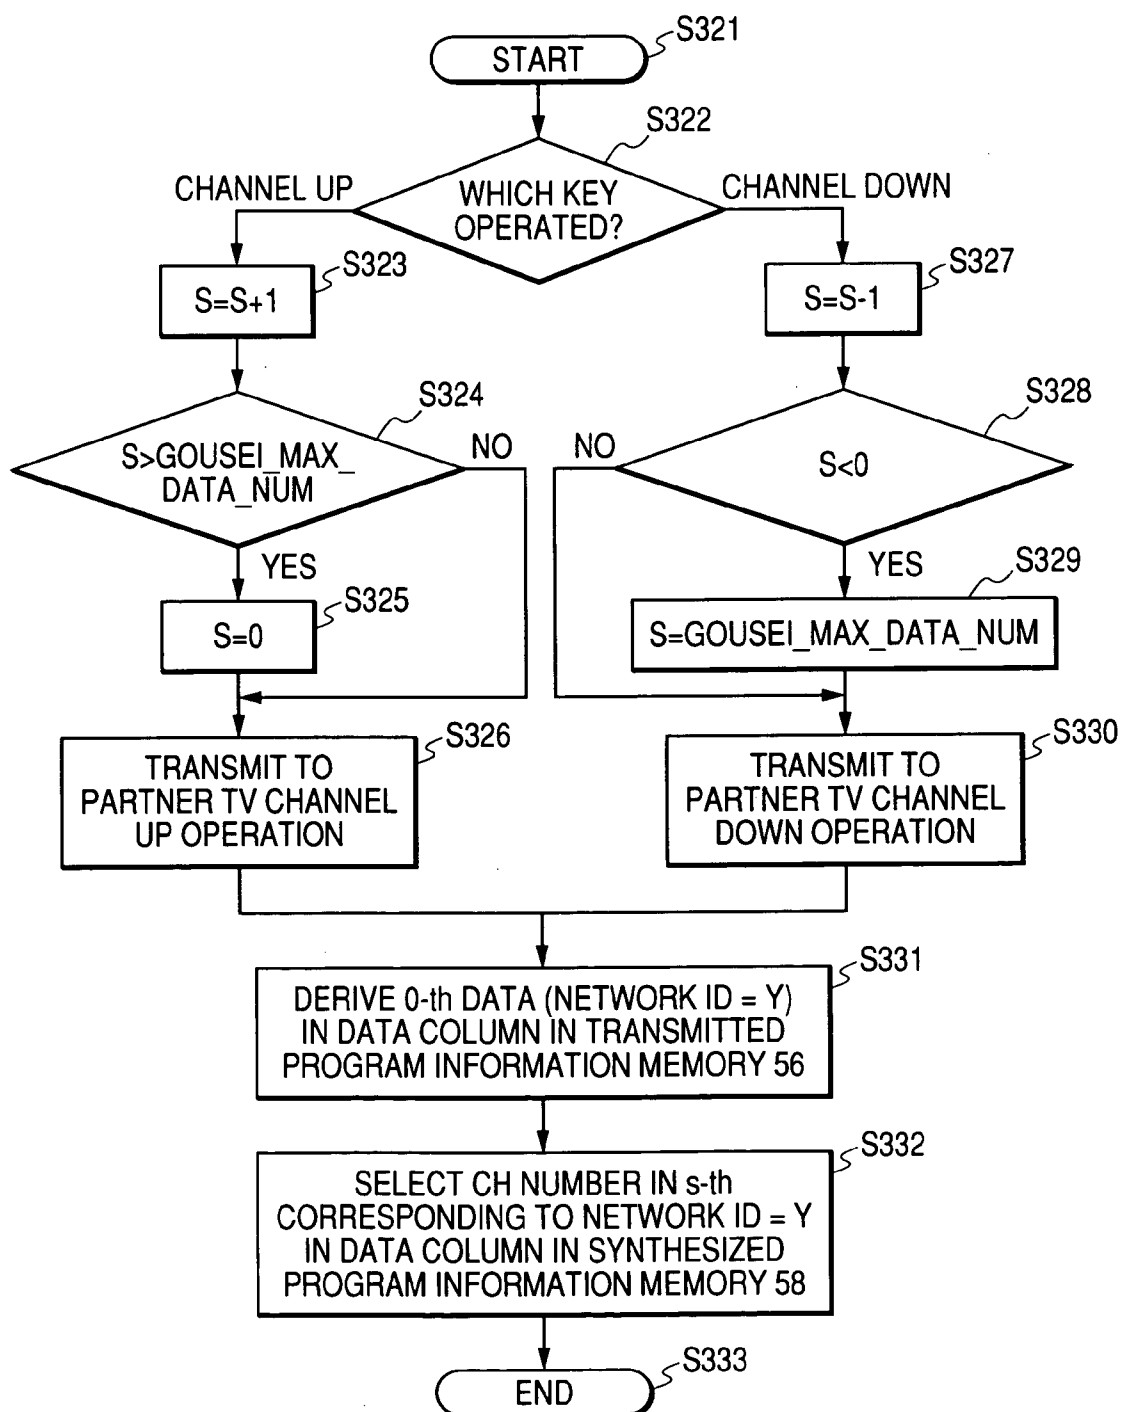 S321
START
S322
WHICH KEY
OPERATED?
CHANNEL UP
CHANNEL DOWN
S323
S=S+1
S327
S=S-1
S324
S>GOUSEI_MAX_
DATA_NUM
NO
YES
S328
S<0
NO
YES
S325
S=0
S329
S=GOUSEI_MAX_DATA_NUM
S326
TRANSMIT TO
PARTNER TV CHANNEL
UP OPERATION
S330
TRANSMIT TO
PARTNER TV CHANNEL
DOWN OPERATION
S331
DERIVE 0-th DATA (NETWORK ID = Y)
IN DATA COLUMN IN TRANSMITTED
PROGRAM INFORMATION MEMORY 56
S332
SELECT CH NUMBER IN s-th
CORRESPONDING TO NETWORK ID = Y
IN DATA COLUMN IN SYNTHESIZED
PROGRAM INFORMATION MEMORY 58
S333
END